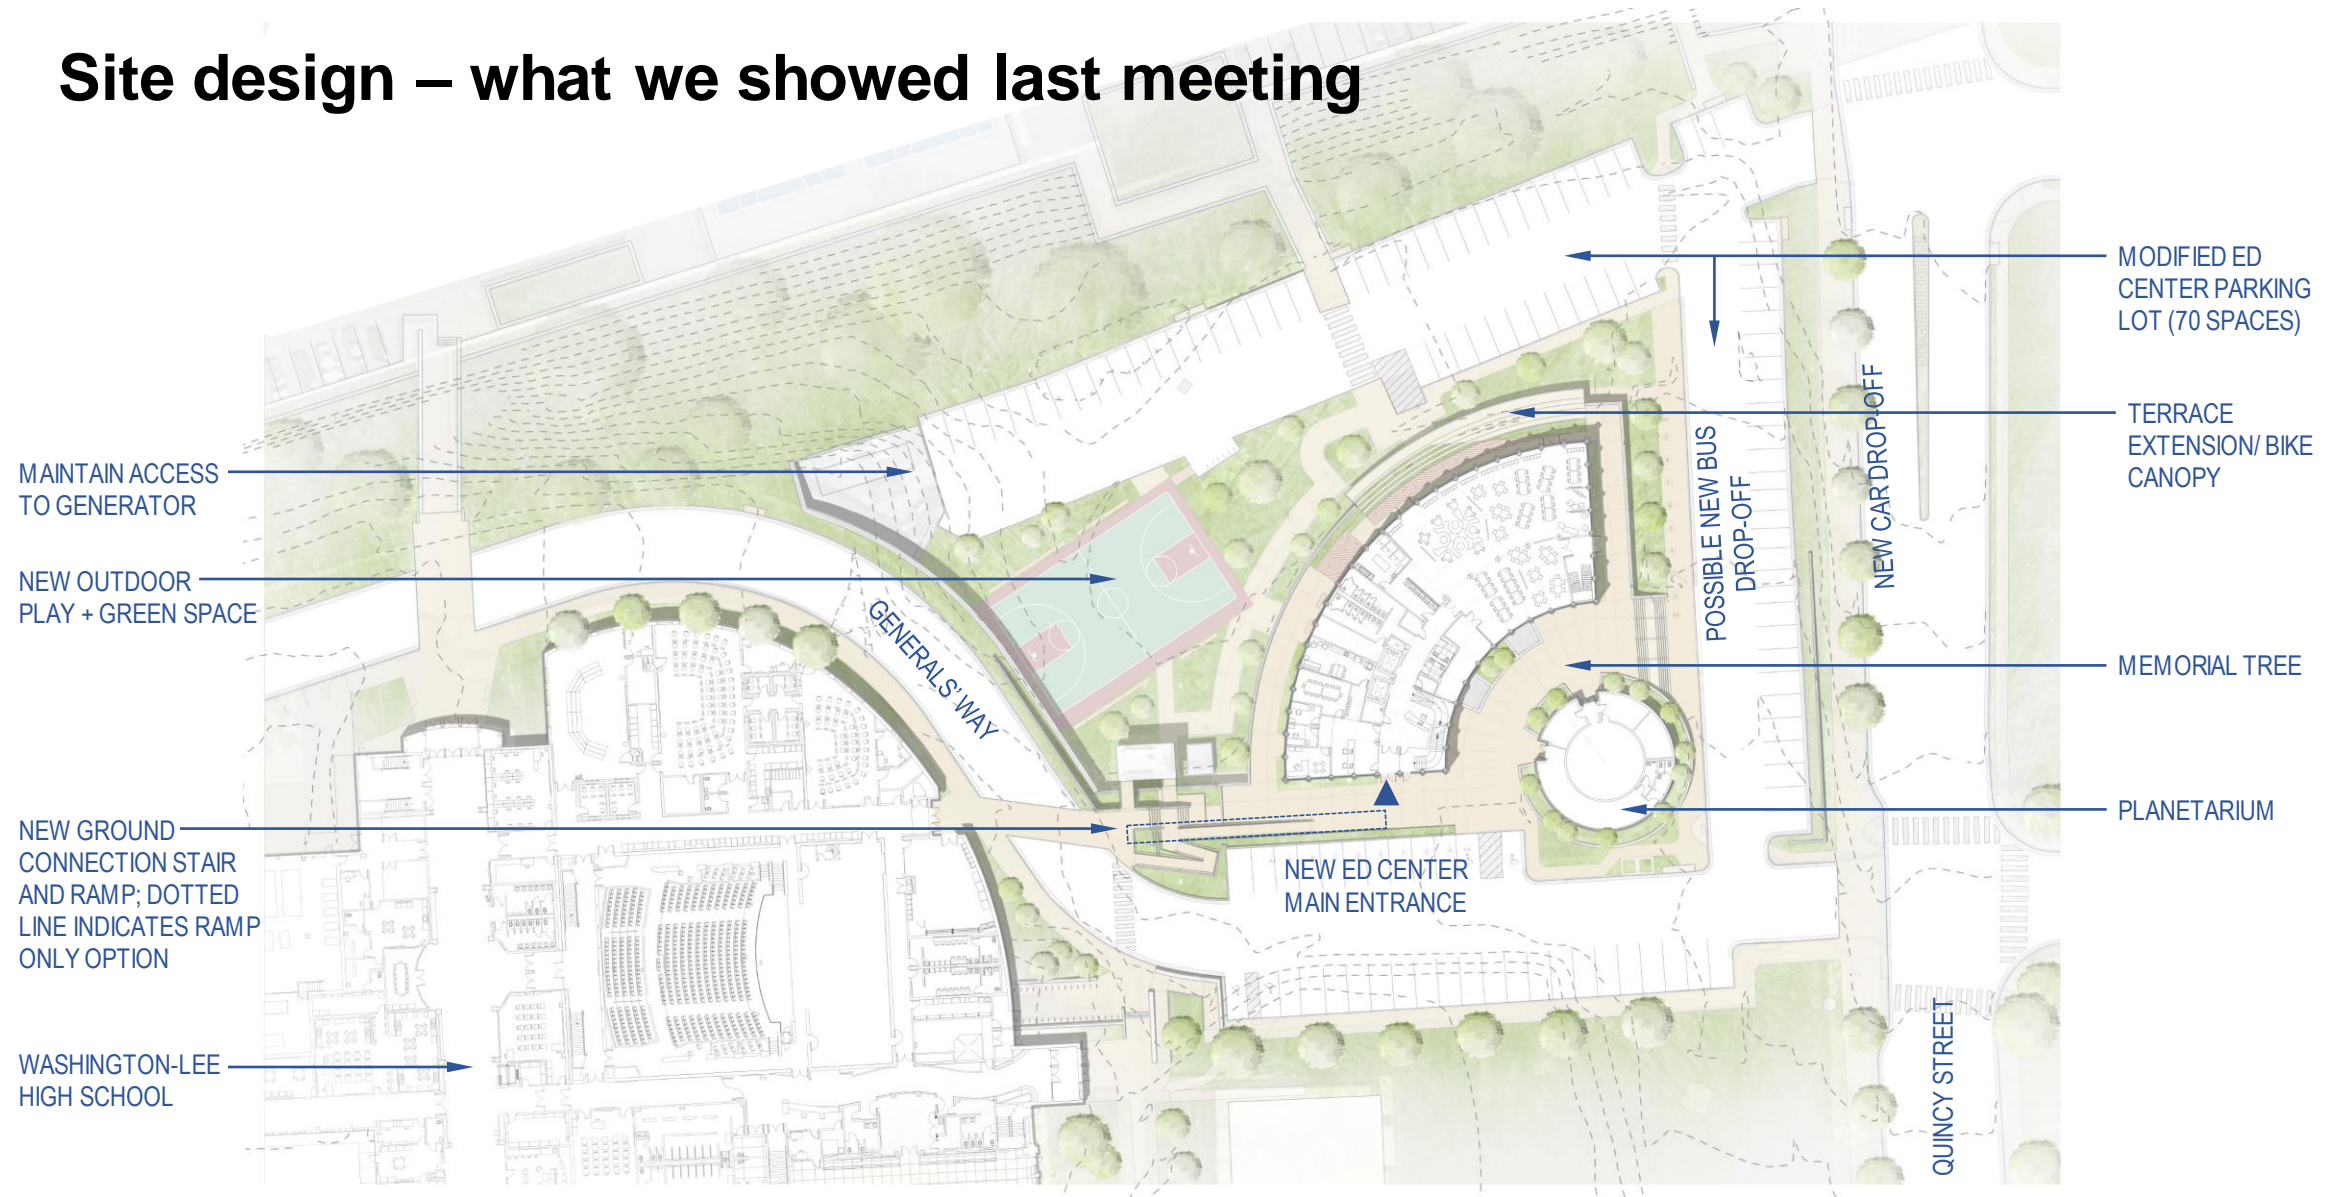 Site design – what we showed last meeting
MAINTAIN ACCESS
TO GENERATOR
NEW OUTDOOR
PLAY + GREEN SPACE
NEW GROUND
CONNECTION STAIR
AND RAMP; DOTTED
LINE INDICATES RAMP
ONLY OPTION
WASHINGTON-LEE
HIGH SCHOOL
GENERALS' WAY
NEW ED CENTER
MAIN ENTRANCE
POSSIBLE NEW BUS
DROP-OFF
NEW CAR DROP-OFF
QUINCY STREET
MODIFIED ED
CENTER PARKING
LOT (70 SPACES)
TERRACE
EXTENSION/ BIKE
CANOPY
MEMORIAL TREE
PLANETARIUM